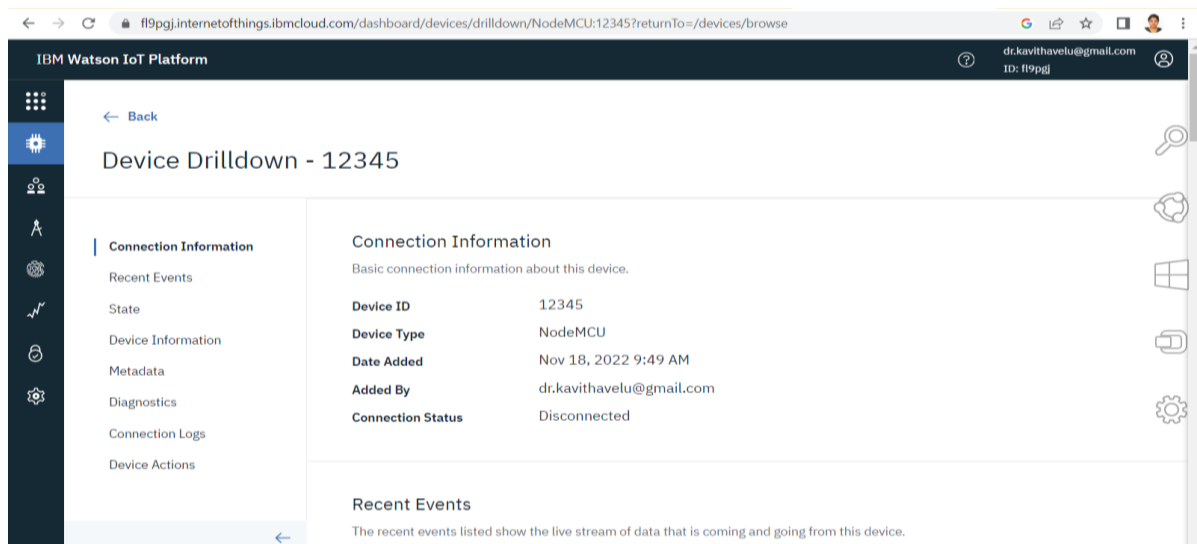 fl9pgj.internetofthings.ibmcloud.com/dashboard/devices/drilldown/NodeMCU:12345?returnTo=/devices/browse
IBM Watson IoT Platform
dr.kavithavelu@gmail.com
ID: fl9pgj
Back
Device Drilldown - 12345
Connection Information
Recent Events
State
Device Information
Metadata
Diagnostics
Connection Logs
Device Actions
Connection Information
Basic connection information about this device.
Device ID 12345
Device Type NodeMCU
Date Added Nov 18, 2022 9:49 AM
Added By dr.kavithavelu@gmail.com
Connection Status Disconnected
Recent Events
The recent events listed show the live stream of data that is coming and going from this device.